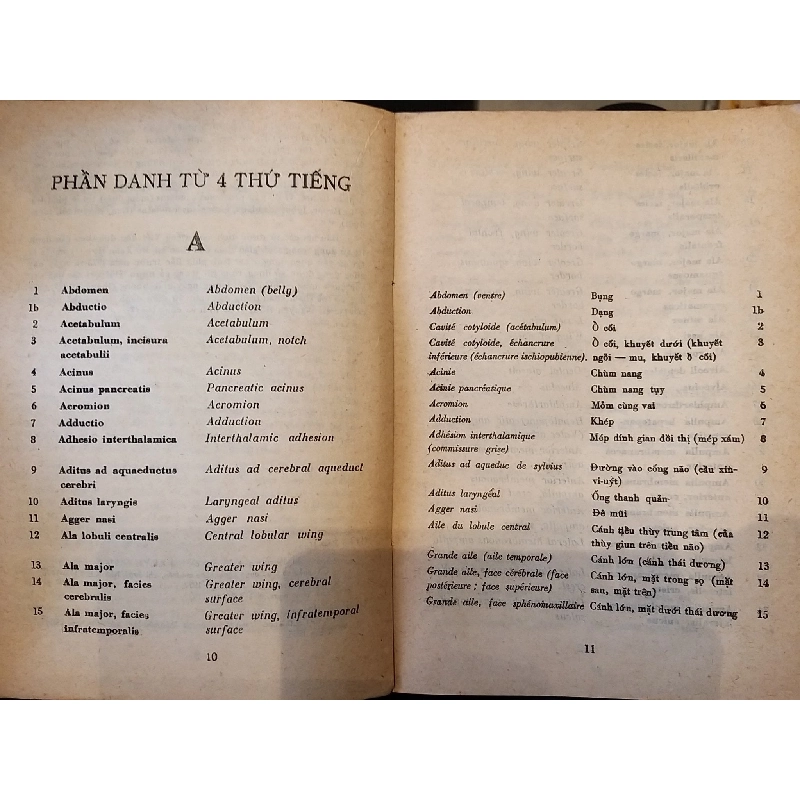 PHẦN DANH TỪ 4 THỨ TIẾNG
A
1 Abdomen Abdomen (belly)
1b Abductio Abduction
2 Acetabulum Acetabulum
3 Acetabulum, incisura Acetabulum, notch
acetabulii
4 Acinus Acinus
5 Acinus pancreatis Pancreatic acinus
6 Acromion Acromion
7 Adductio Adduction
8 Adhesio interthalamica Interthalamic adhesion
9 Aditus ad aquaeductus Aditus ad cerebral aqueduct
cerebri
10 Aditus laryngis Laryngeal aditus
11 Agger nasi Agger nasi
12 Ala lobuli centralis Central lobular wing
13 Ala major Greater wing
14 Ala major, facies Greater wing, cerebral
cerebralis surface
15 Ala major, facies Greater wing, infratemporal
infratemporalis surface
10
Abdomen (ventre) Bụng 1
Abduction Dạng 1b
Cavité cotyloïde (acétabulum) Ổ cối 2
Cavité cotyloïde, échancrure Ổ cối, khuyết dưới (khuyết 3
inférieure (échancrure ischiopubienne). ngồi — mu, khuyết ổ cối)
Acinie Chùm nang 4
Acinie pancréatique Chùm nang tụy 5
Acromion Mỏm cùng vai 6
Adduction Khép 7
Adhésion interthalamique Mép dính gian đồi thị (mép xám) 8
(commissure grise)
Aditus ad aqueduc de sylvius Đường vào cống não (cầu xin- 9
vi-uýt)
Aditus laryngéul Ống thanh quản 10
Agger nasi Đê mũi 11
Aile du lobule central Cánh tiểu thùy trung tâm (của 12
thùy giun trên tiền não)
Grande aile (aile temporale) Cánh lớn (cánh thái dương) 13
Grande aile, face cérébrale (face Cánh lớn, mặt trong sọ (mặt 14
postérieure ; face supérieure) sau, mặt trên)
Grande aile, face sphénomaxillaire Cánh lớn, mặt dưới thái dương 15
11